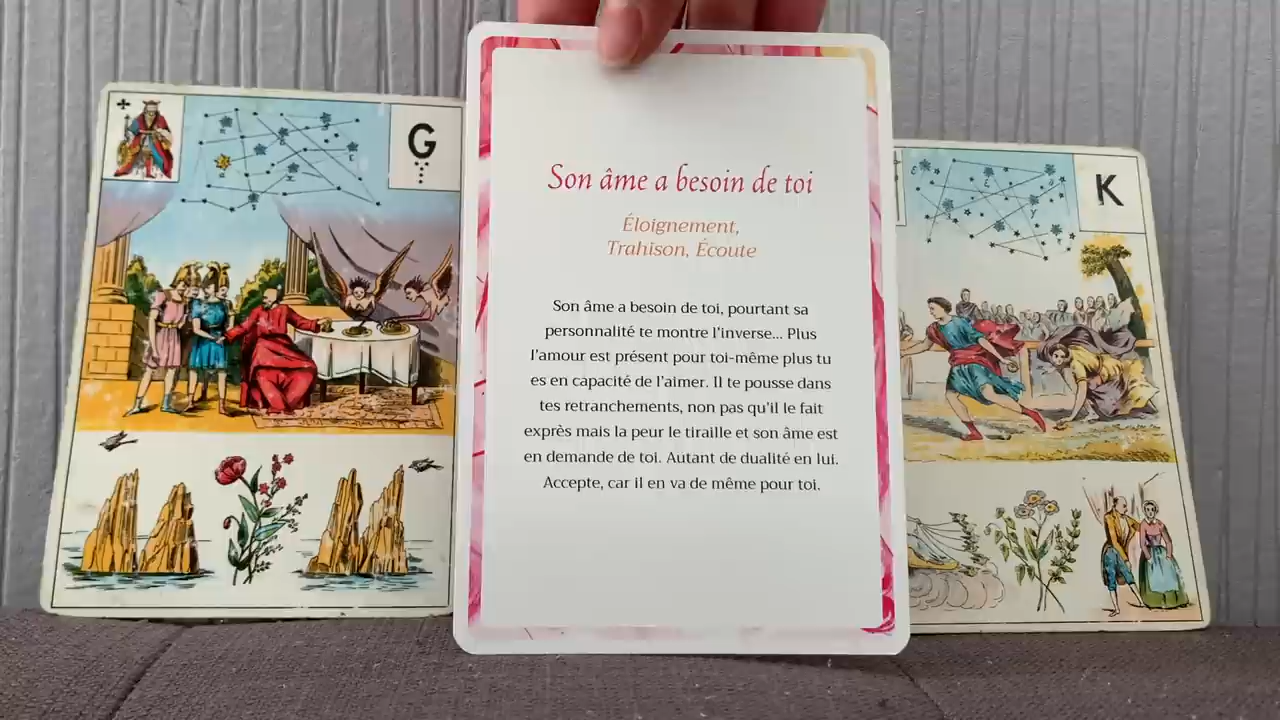 G
Son âme a besoin de toi
Éloignement,
Trahison, Écoute
Son âme a besoin de toi, pourtant sa
personnalité te montre l'inverse... Plus
l'amour est présent pour toi-même plus tu
es en capacité de l'aimer. Il te pousse dans
tes retranchements, non pas qu'il le fait
exprès mais la peur le tiraille et son âme est
en demande de toi. Autant de dualité en lui.
Accepte, car il en va de même pour toi.
K